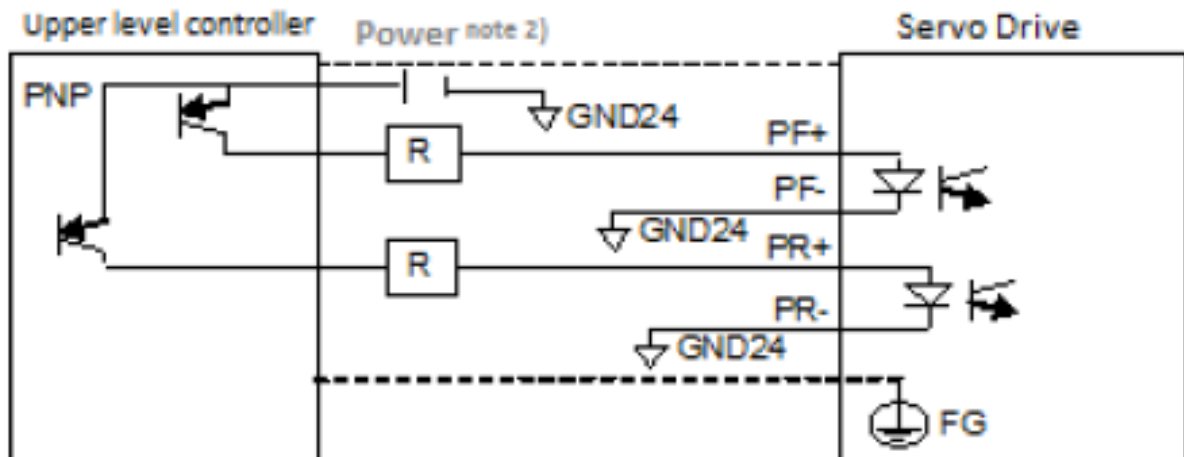 Upper level controller
Power note 2)
Servo Drive
PNP
GND24
R
PF+
PF-
GND24
R
PR+
PR-
GND24
FG